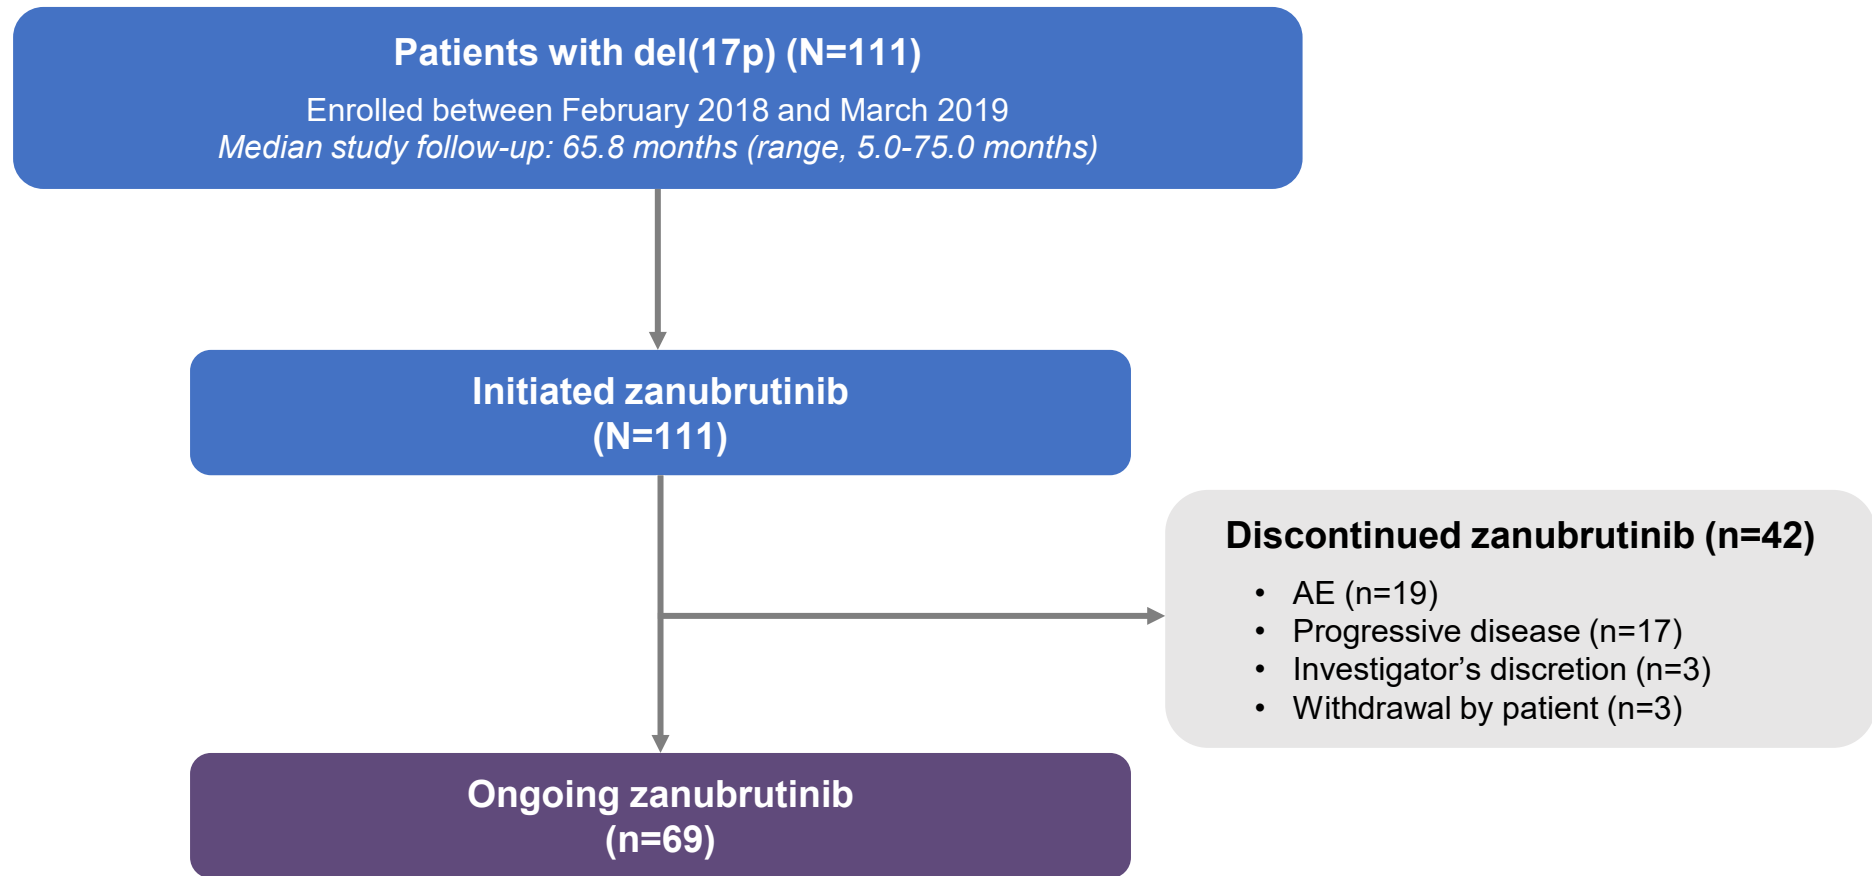 Patients with del(17p) (N=111)
Enrolled between February 2018 and March 2019
Median study follow-up: 65.8 months (range, 5.0-75.0 months)
Initiated zanubrutinib
(N=111)
Discontinued zanubrutinib (n=42)
• AE (n=19)
• Progressive disease (n=17)
• Investigator’s discretion (n=3)
• Withdrawal by patient (n=3)
Ongoing zanubrutinib
(n=69)